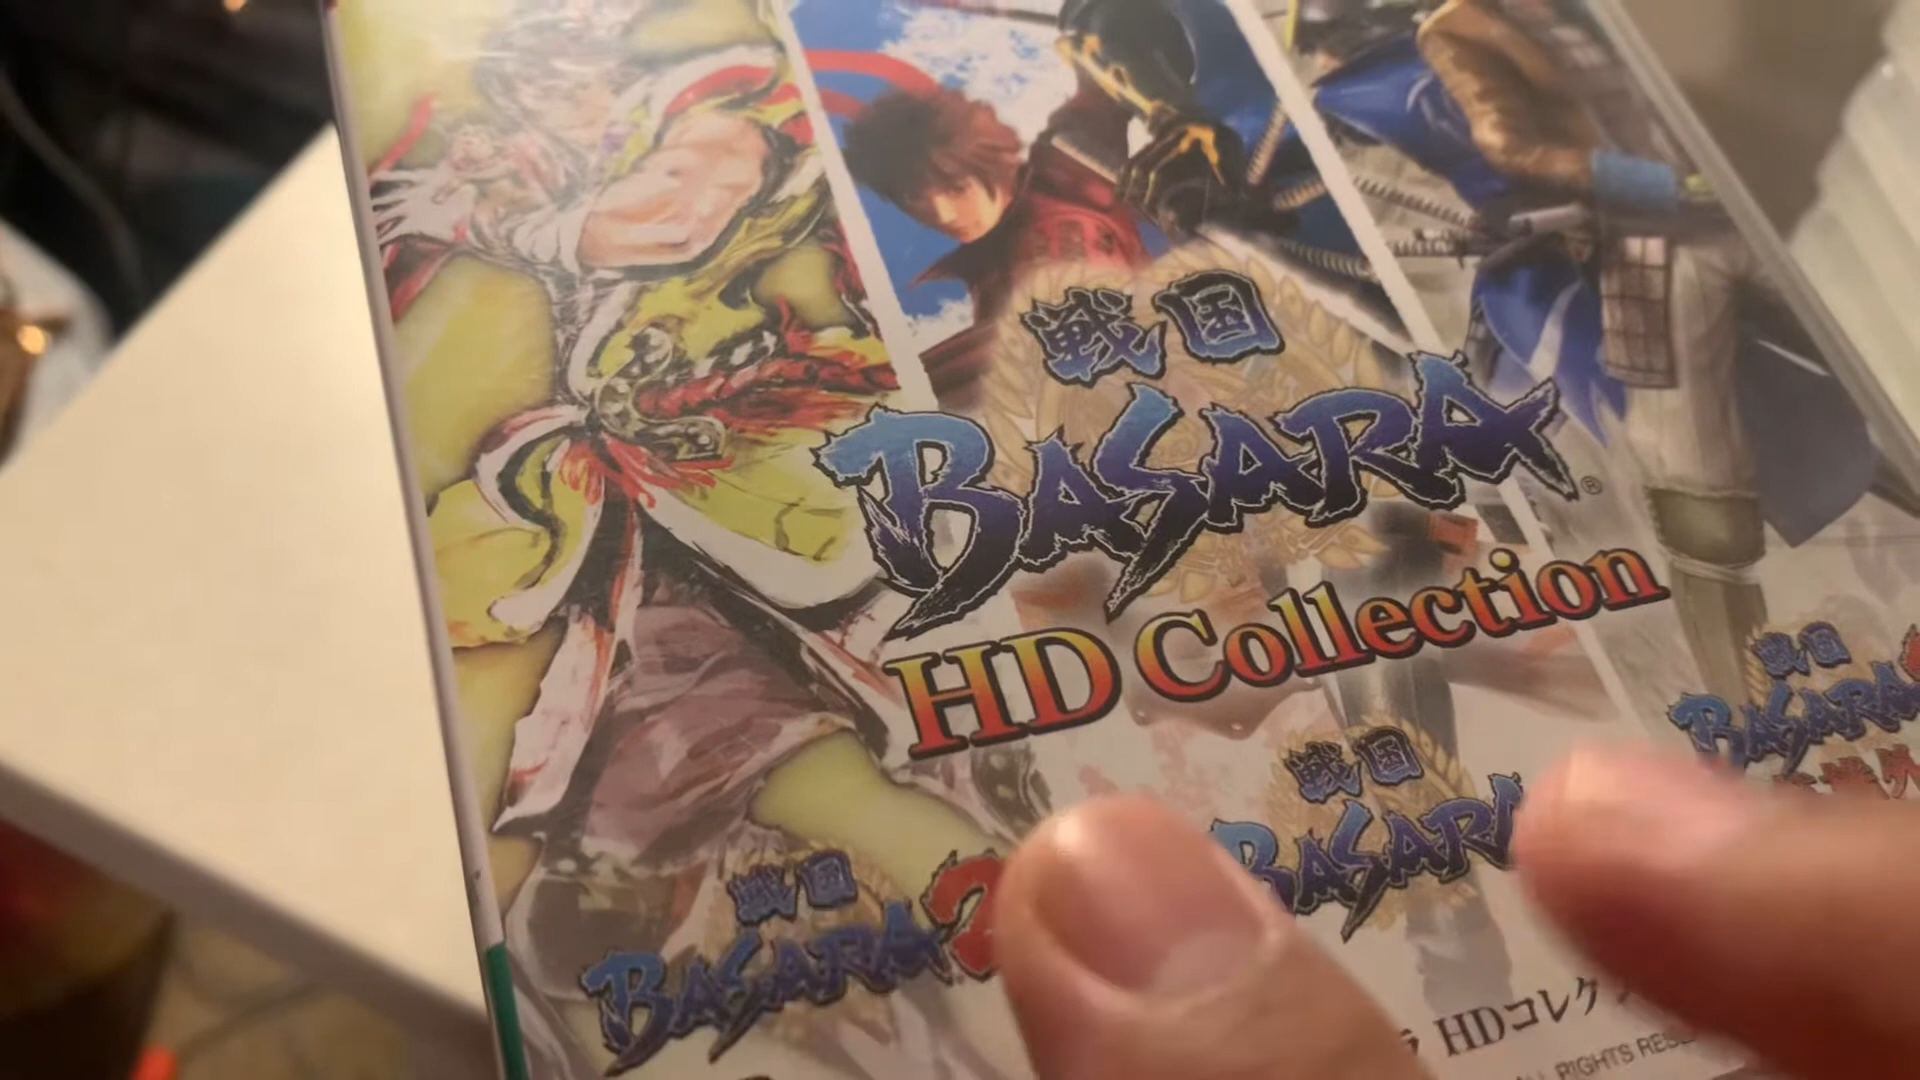 戦国
BASARA®
HD Collection
戦国
BASARA 2
戦国
BASARA
戦国
BASARA
HDコレク
ALL RIGHTS RESE